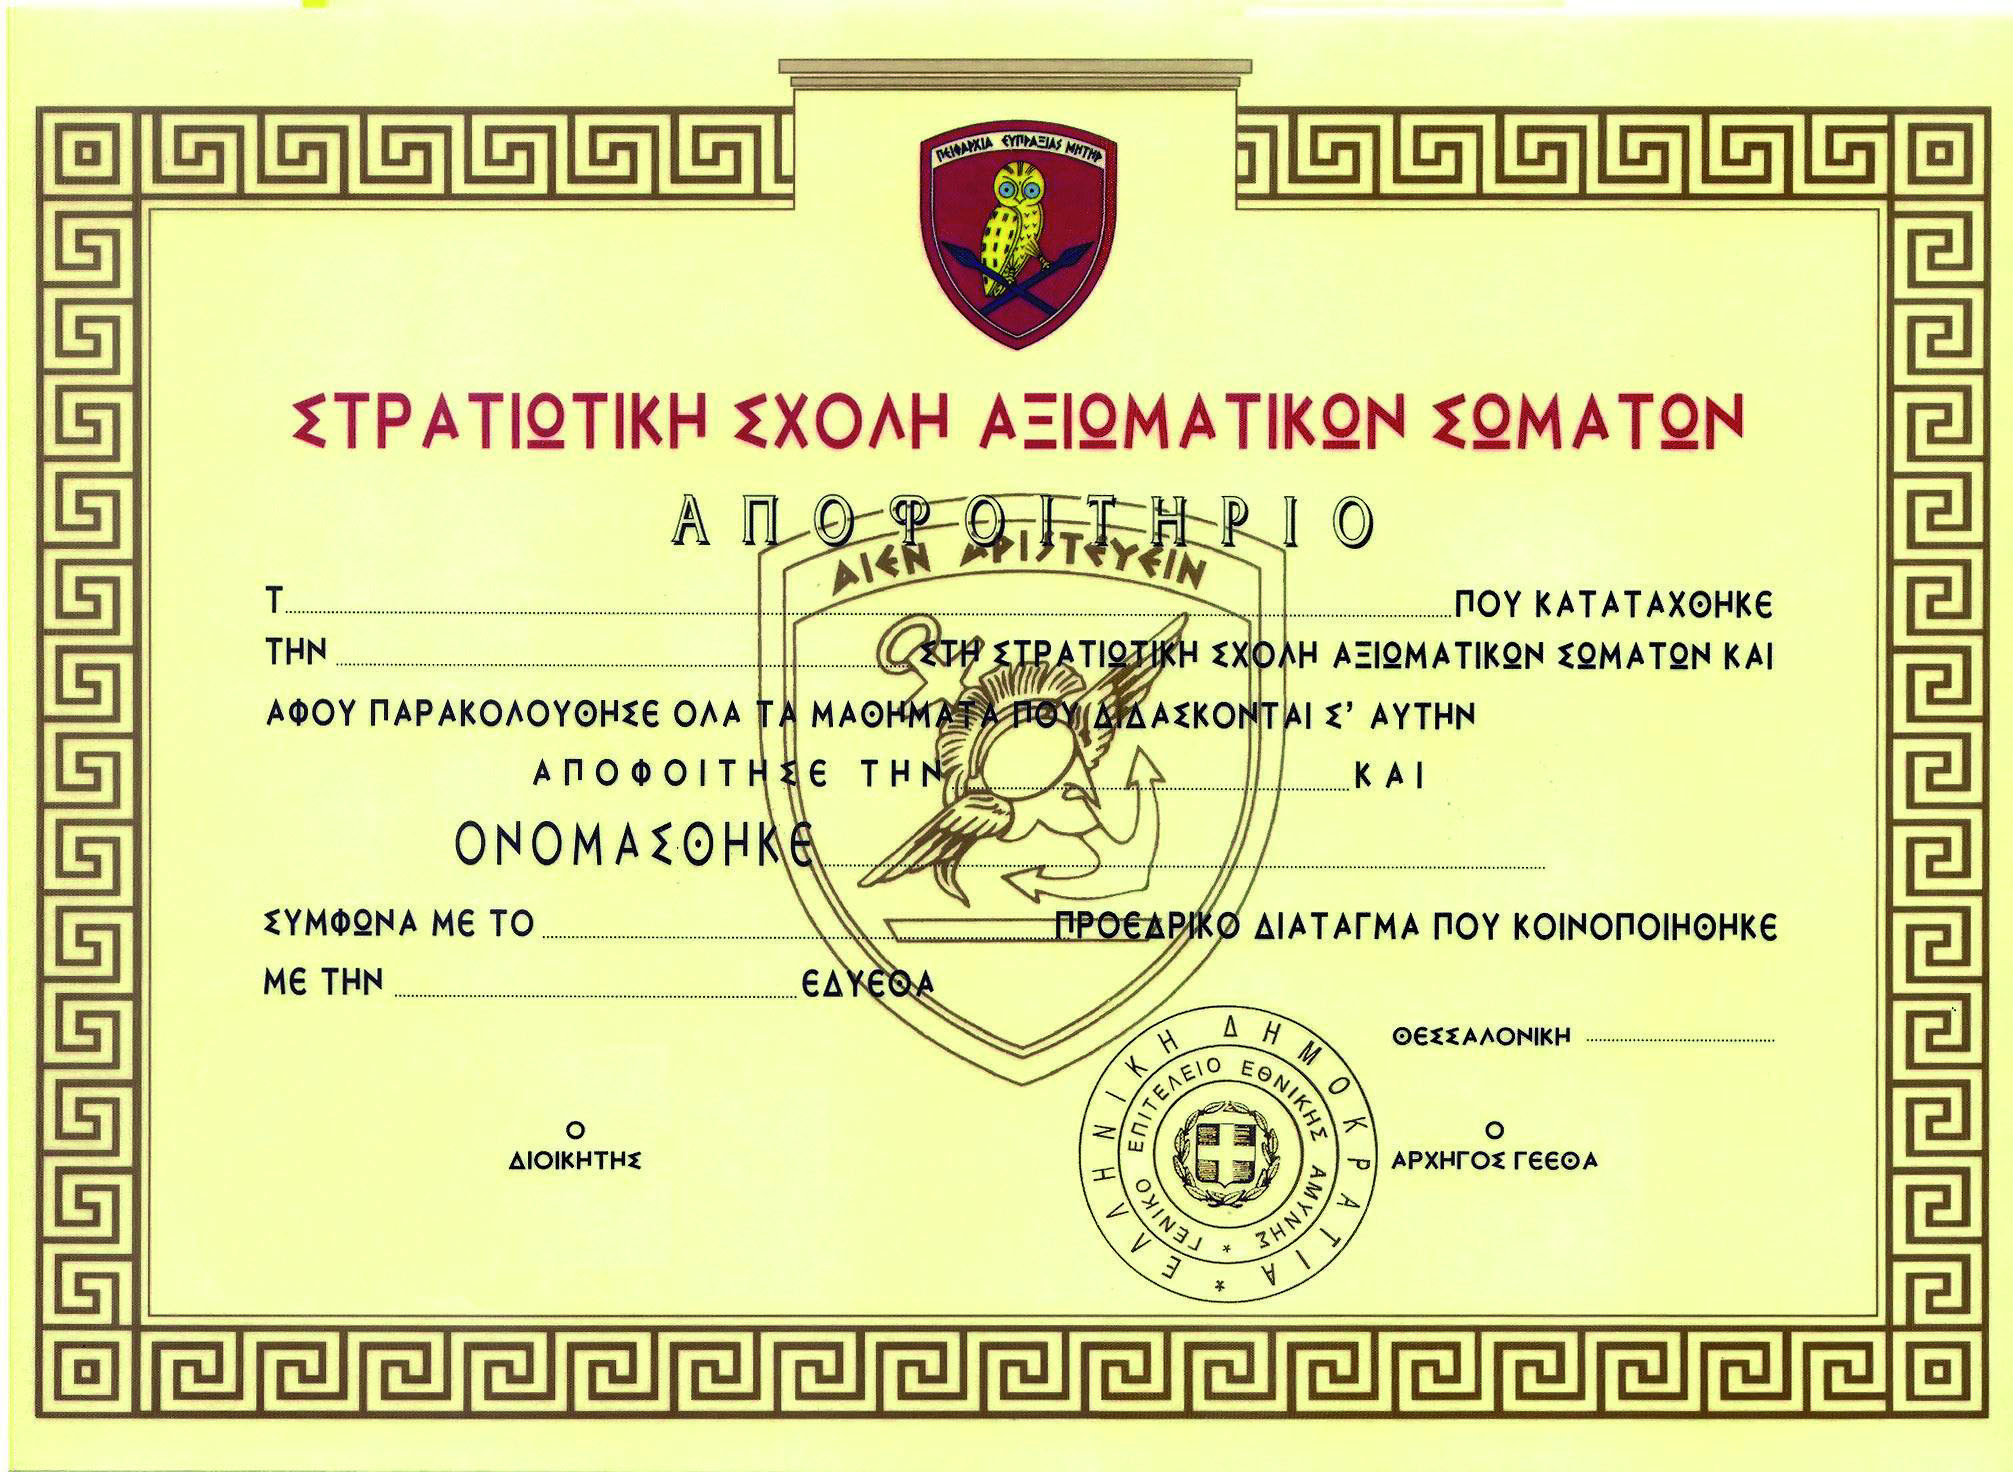 ΠΕΙΘΑΡΧΙΑ ΕΥΠΡΑΞΙΑΣ ΜΗΤΗΡ
ΣΤΡΑΤΙΩΤΙΚΗ ΣΧΟΛΗ ΑΞΙΩΜΑΤΙΚΩΝ ΣΩΜΑΤΩΝ
ΑΠΟΦΟΙΤΗΡΙΟ
ΑΙΕΝ ΑΡΙΣΤΕΥΕΙΝ
Τ ΠΟΥ ΚΑΤΑΤΑΧΘΗΚΕ
ΤΗΝ ΣΤΗ ΣΤΡΑΤΙΩΤΙΚΗ ΣΧΟΛΗ ΑΞΙΩΜΑΤΙΚΩΝ ΣΩΜΑΤΩΝ ΚΑΙ
ΑΦΟΥ ΠΑΡΑΚΟΛΟΥΘΗΣΕ ΟΛΑ ΤΑ ΜΑΘΗΜΑΤΑ ΠΟΥ ΔΙΔΑΣΚΟΝΤΑΙ Σ’ ΑΥΤΗΝ
ΑΠΟΦΟΙΤΗΣΕ ΤΗΝ ΚΑΙ
ΟΝΟΜΑΣΘΗΚΕ
ΣΥΜΦΩΝΑ ΜΕ ΤΟ ΠΡΟΕΔΡΙΚΟ ΔΙΑΤΑΓΜΑ ΠΟΥ ΚΟΙΝΟΠΟΙΗΘΗΚΕ
ΜΕ ΤΗΝ ΕΔΥΕΘΑ
ΘΕΣΣΑΛΟΝΙΚΗ
Ο
ΔΙΟΙΚΗΤΗΣ
ΕΛΛΗΝΙΚΗ ΔΗΜΟΚΡΑΤΙΑ *
ΓΕΝΙΚΟ ΕΠΙΤΕΛΕΙΟ ΕΘΝΙΚΗΣ ΑΜΥΝΗΣ *
Ο
ΑΡΧΗΓΟΣ ΓΕΕΘΑ